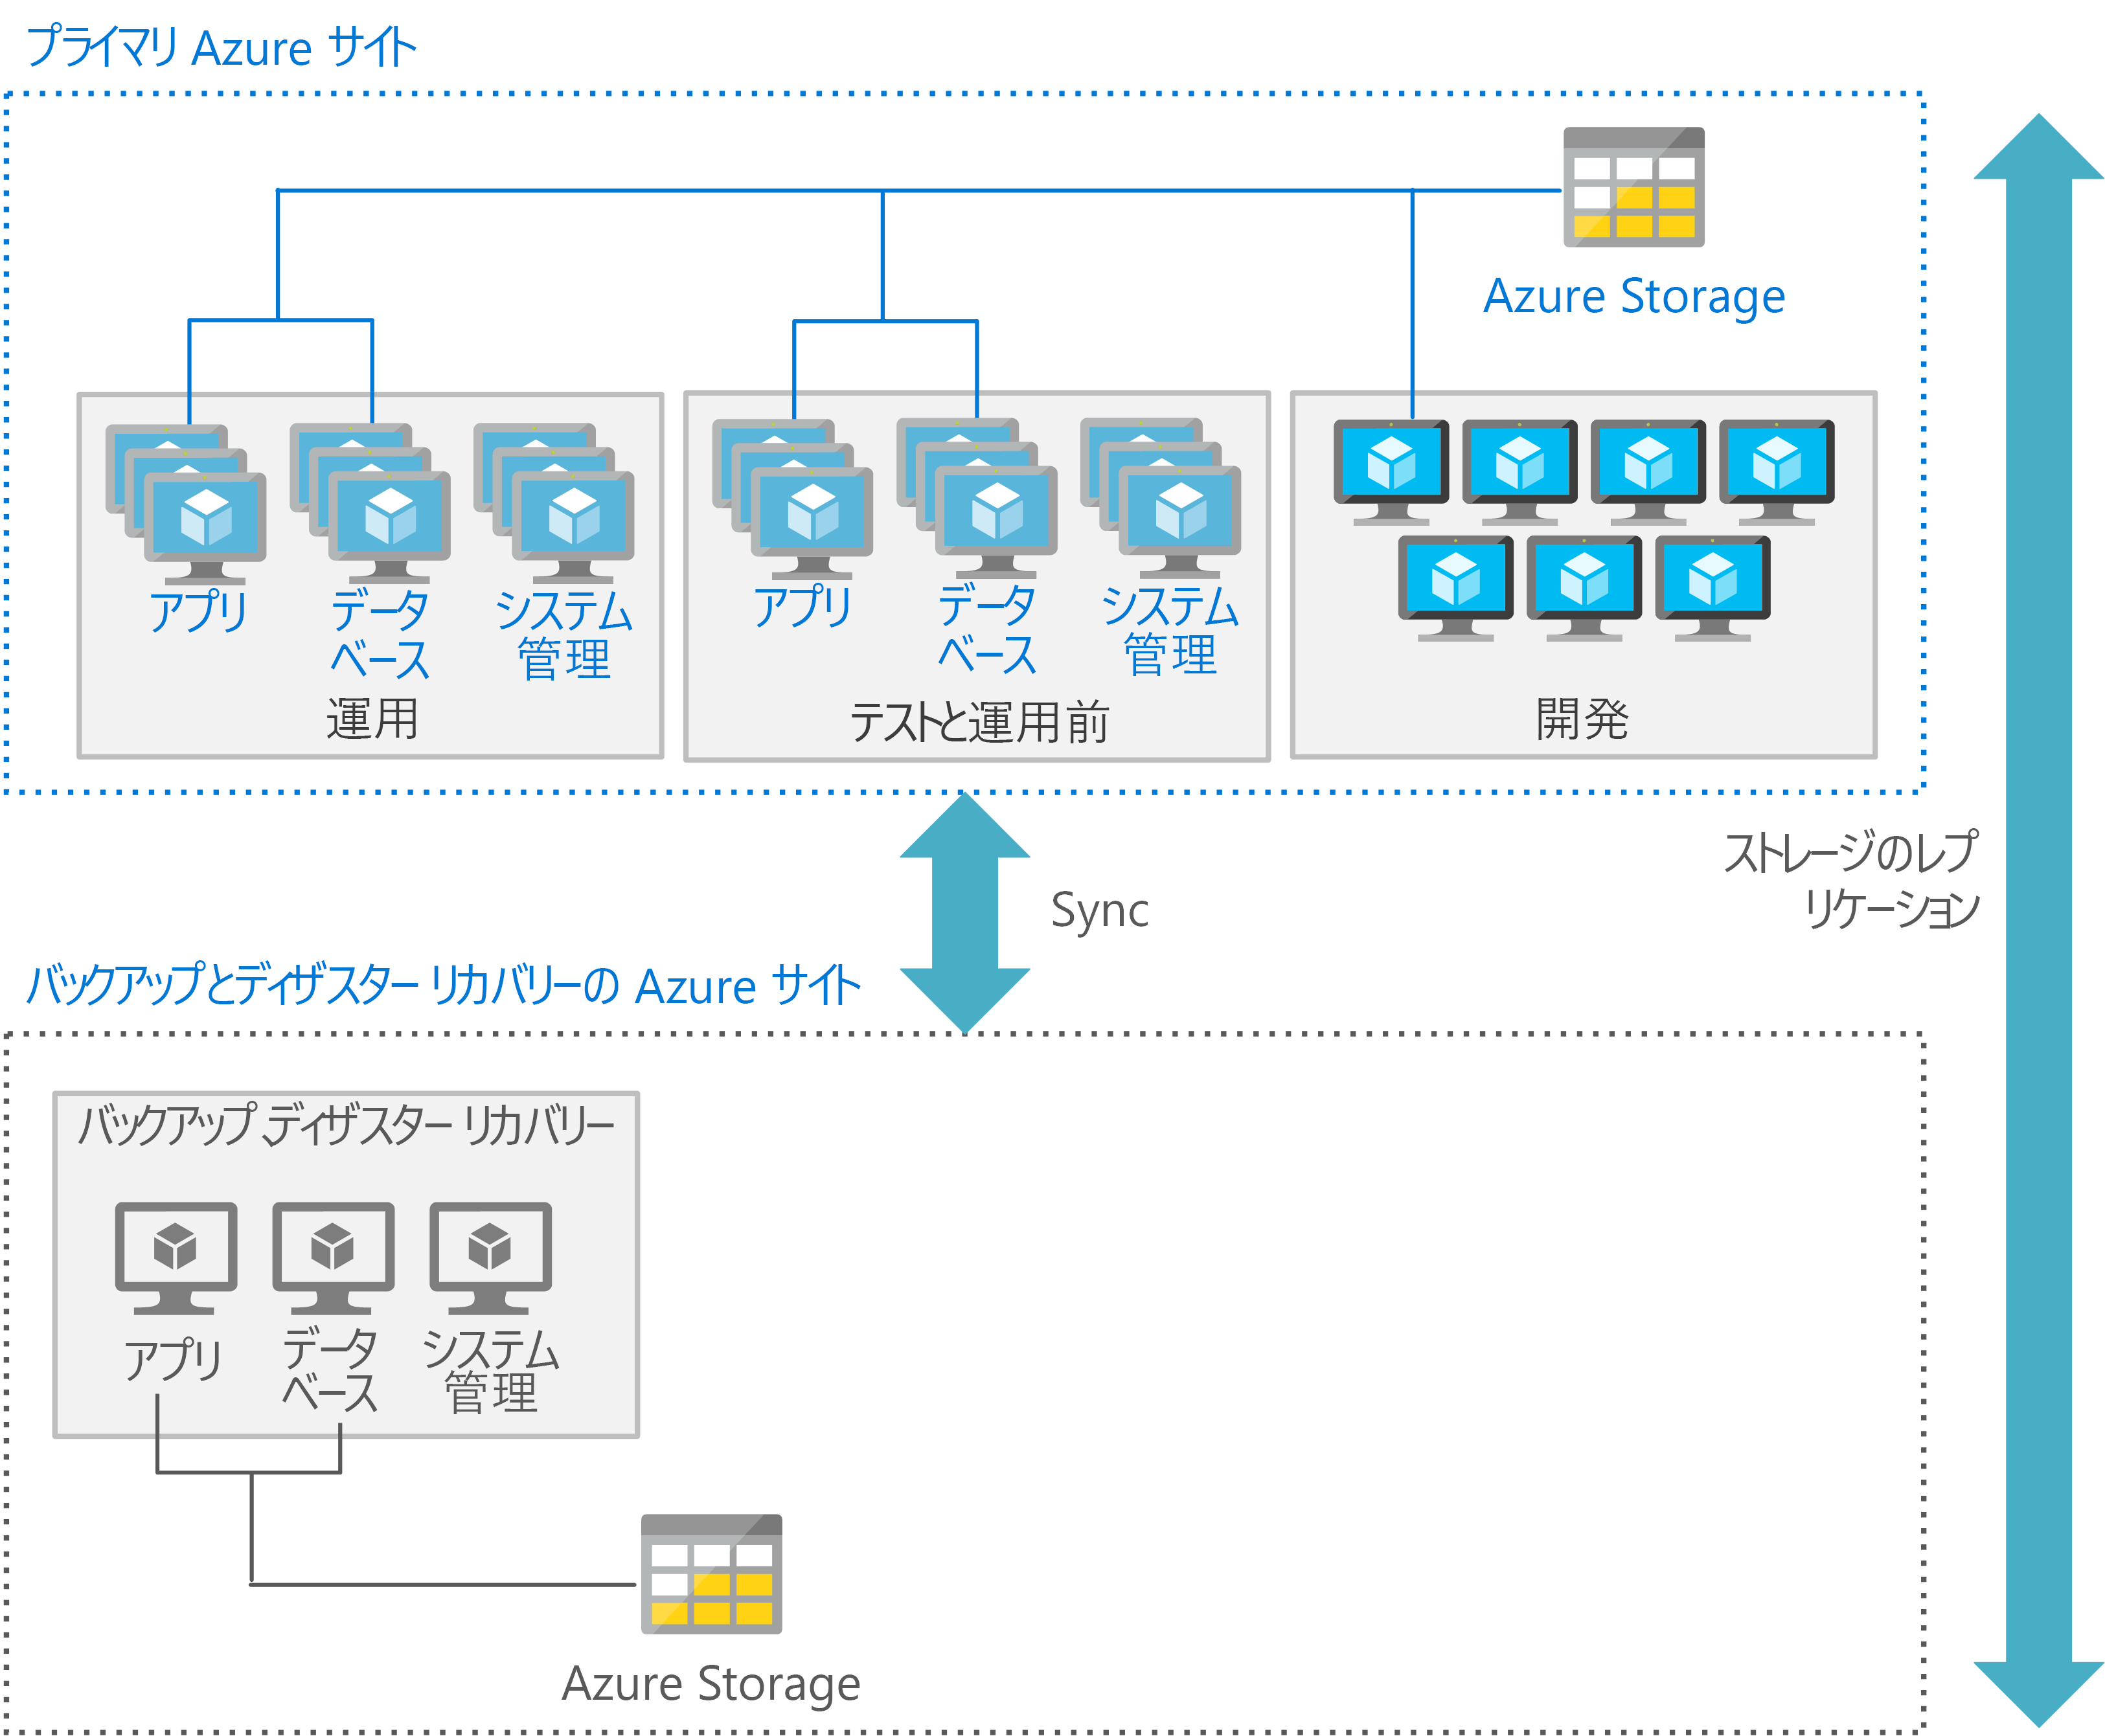 プライマリ Azure サイト
Azure Storage
アプリ
データ
ベース
システム
管理
運用
アプリ
データ
ベース
システム
管理
テストと運用前
開発
Sync
ストレージのレプ
リケーション
バックアップとディザスター リカバリーの Azure サイト
バックアップ、ディザスター リカバリー
アプリ
データ
ベース
システム
管理
Azure Storage